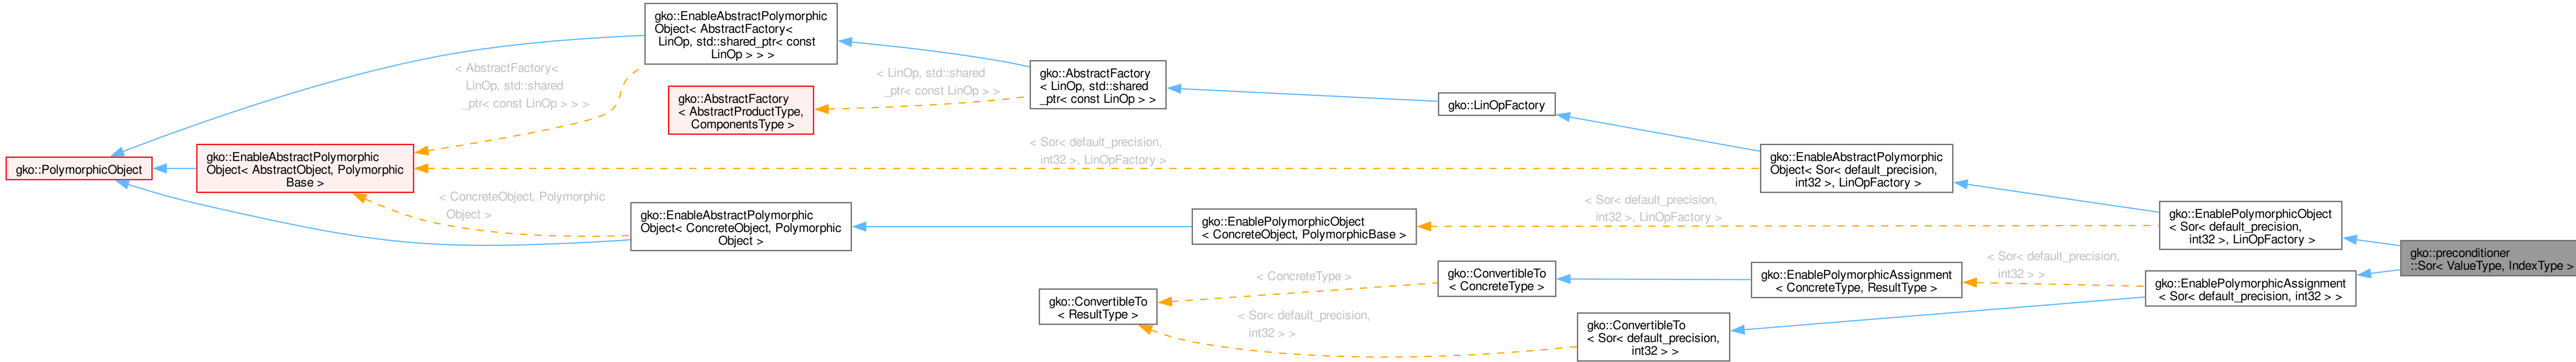 gko::PolymorphicObject
gko::EnableAbstractPolymorphic
Object< AbstractObject, Polymorphic
Base >
gko::EnableAbstractPolymorphic
Object< AbstractFactory<
LinOp, std::shared_ptr< const
LinOp > > >
< AbstractFactory<
LinOp, std::shared
_ptr< const LinOp > > >
gko::AbstractFactory
< AbstractProductType,
ComponentsType >
< LinOp, std::shared
_ptr< const LinOp > >
gko::AbstractFactory
< LinOp, std::shared
_ptr< const LinOp > >
gko::LinOpFactory
< Sor< default_precision,
int32 >, LinOpFactory >
gko::EnableAbstractPolymorphic
Object< Sor< default_precision,
int32 >, LinOpFactory >
< ConcreteObject, Polymorphic
Object >
gko::EnableAbstractPolymorphic
Object< ConcreteObject, Polymorphic
Object >
gko::EnablePolymorphicObject
< ConcreteObject, PolymorphicBase >
< Sor< default_precision,
int32 >, LinOpFactory >
gko::EnablePolymorphicObject
< Sor< default_precision,
int32 >, LinOpFactory >
gko::preconditioner
::Sor< ValueType, IndexType >
gko::ConvertibleTo
< ResultType >
< ConcreteType >
gko::ConvertibleTo
< ConcreteType >
gko::EnablePolymorphicAssignment
< ConcreteType, ResultType >
< Sor< default_precision,
int32 > >
gko::EnablePolymorphicAssignment
< Sor< default_precision, int32 > >
< Sor< default_precision,
int32 > >
gko::ConvertibleTo
< Sor< default_precision,
int32 > >